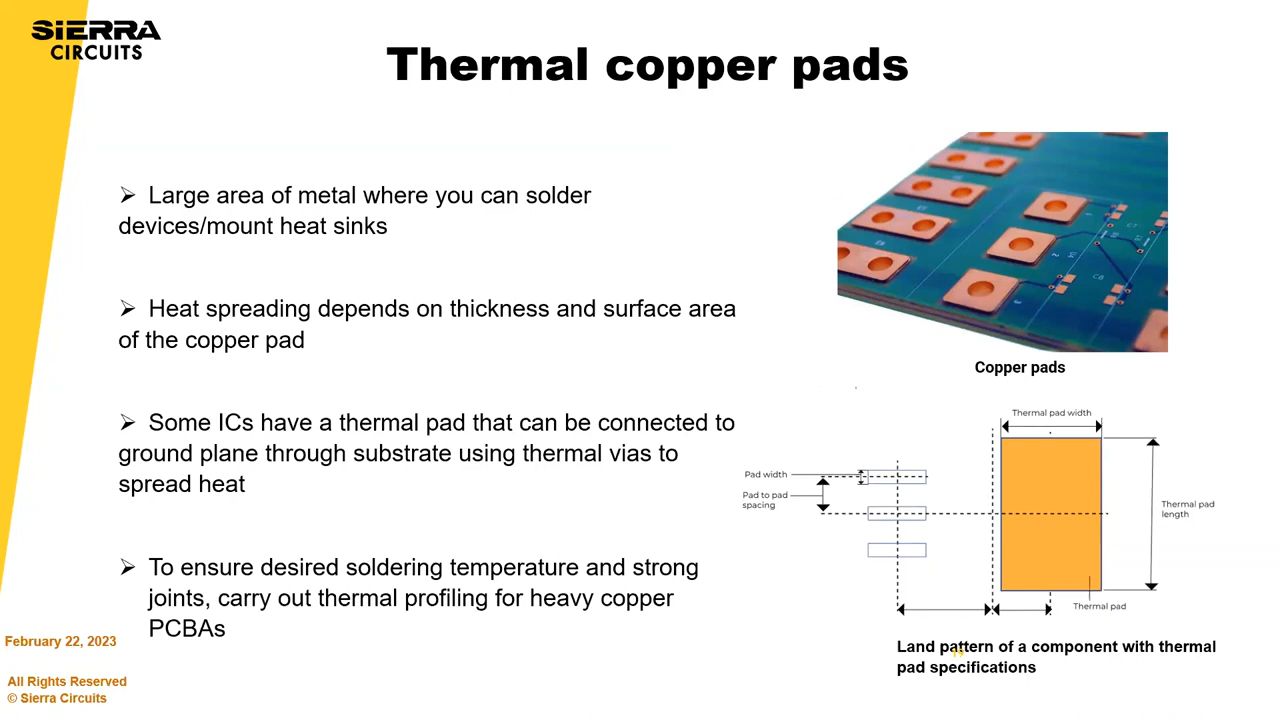 SIERRA
CIRCUITS
Thermal copper pads
➢ Large area of metal where you can solder
devices/mount heat sinks
➢ Heat spreading depends on thickness and surface area
of the copper pad
➢ Some ICs have a thermal pad that can be connected to
ground plane through substrate using thermal vias to
spread heat
➢ To ensure desired soldering temperature and strong
joints, carry out thermal profiling for heavy copper
PCBAs
Copper pads
Thermal pad width
Pad width
Pad to pad
spacing
Thermal pad
length
Thermal pad
Land pattern of a component with thermal
pad specifications
February 22, 2023
All Rights Reserved
© Sierra Circuits